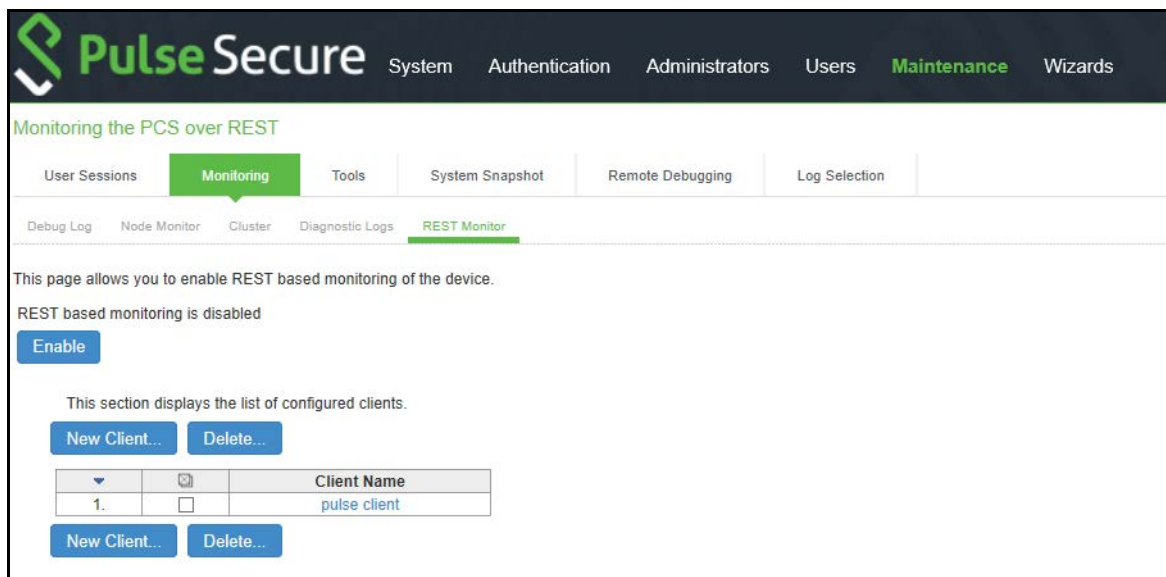 Pulse Secure System Authentication Administrators Users Maintenance Wizards
Monitoring the PCS over REST
User Sessions Monitoring Tools System Snapshot Remote Debugging Log Selection
Debug Log Node Monitor Cluster Diagnostic Logs REST Monitor
This page allows you to enable REST based monitoring of the device.
REST based monitoring is disabled
Enable
This section displays the list of configured clients.
New Client... Delete...
Client Name
1. pulse client
New Client... Delete...